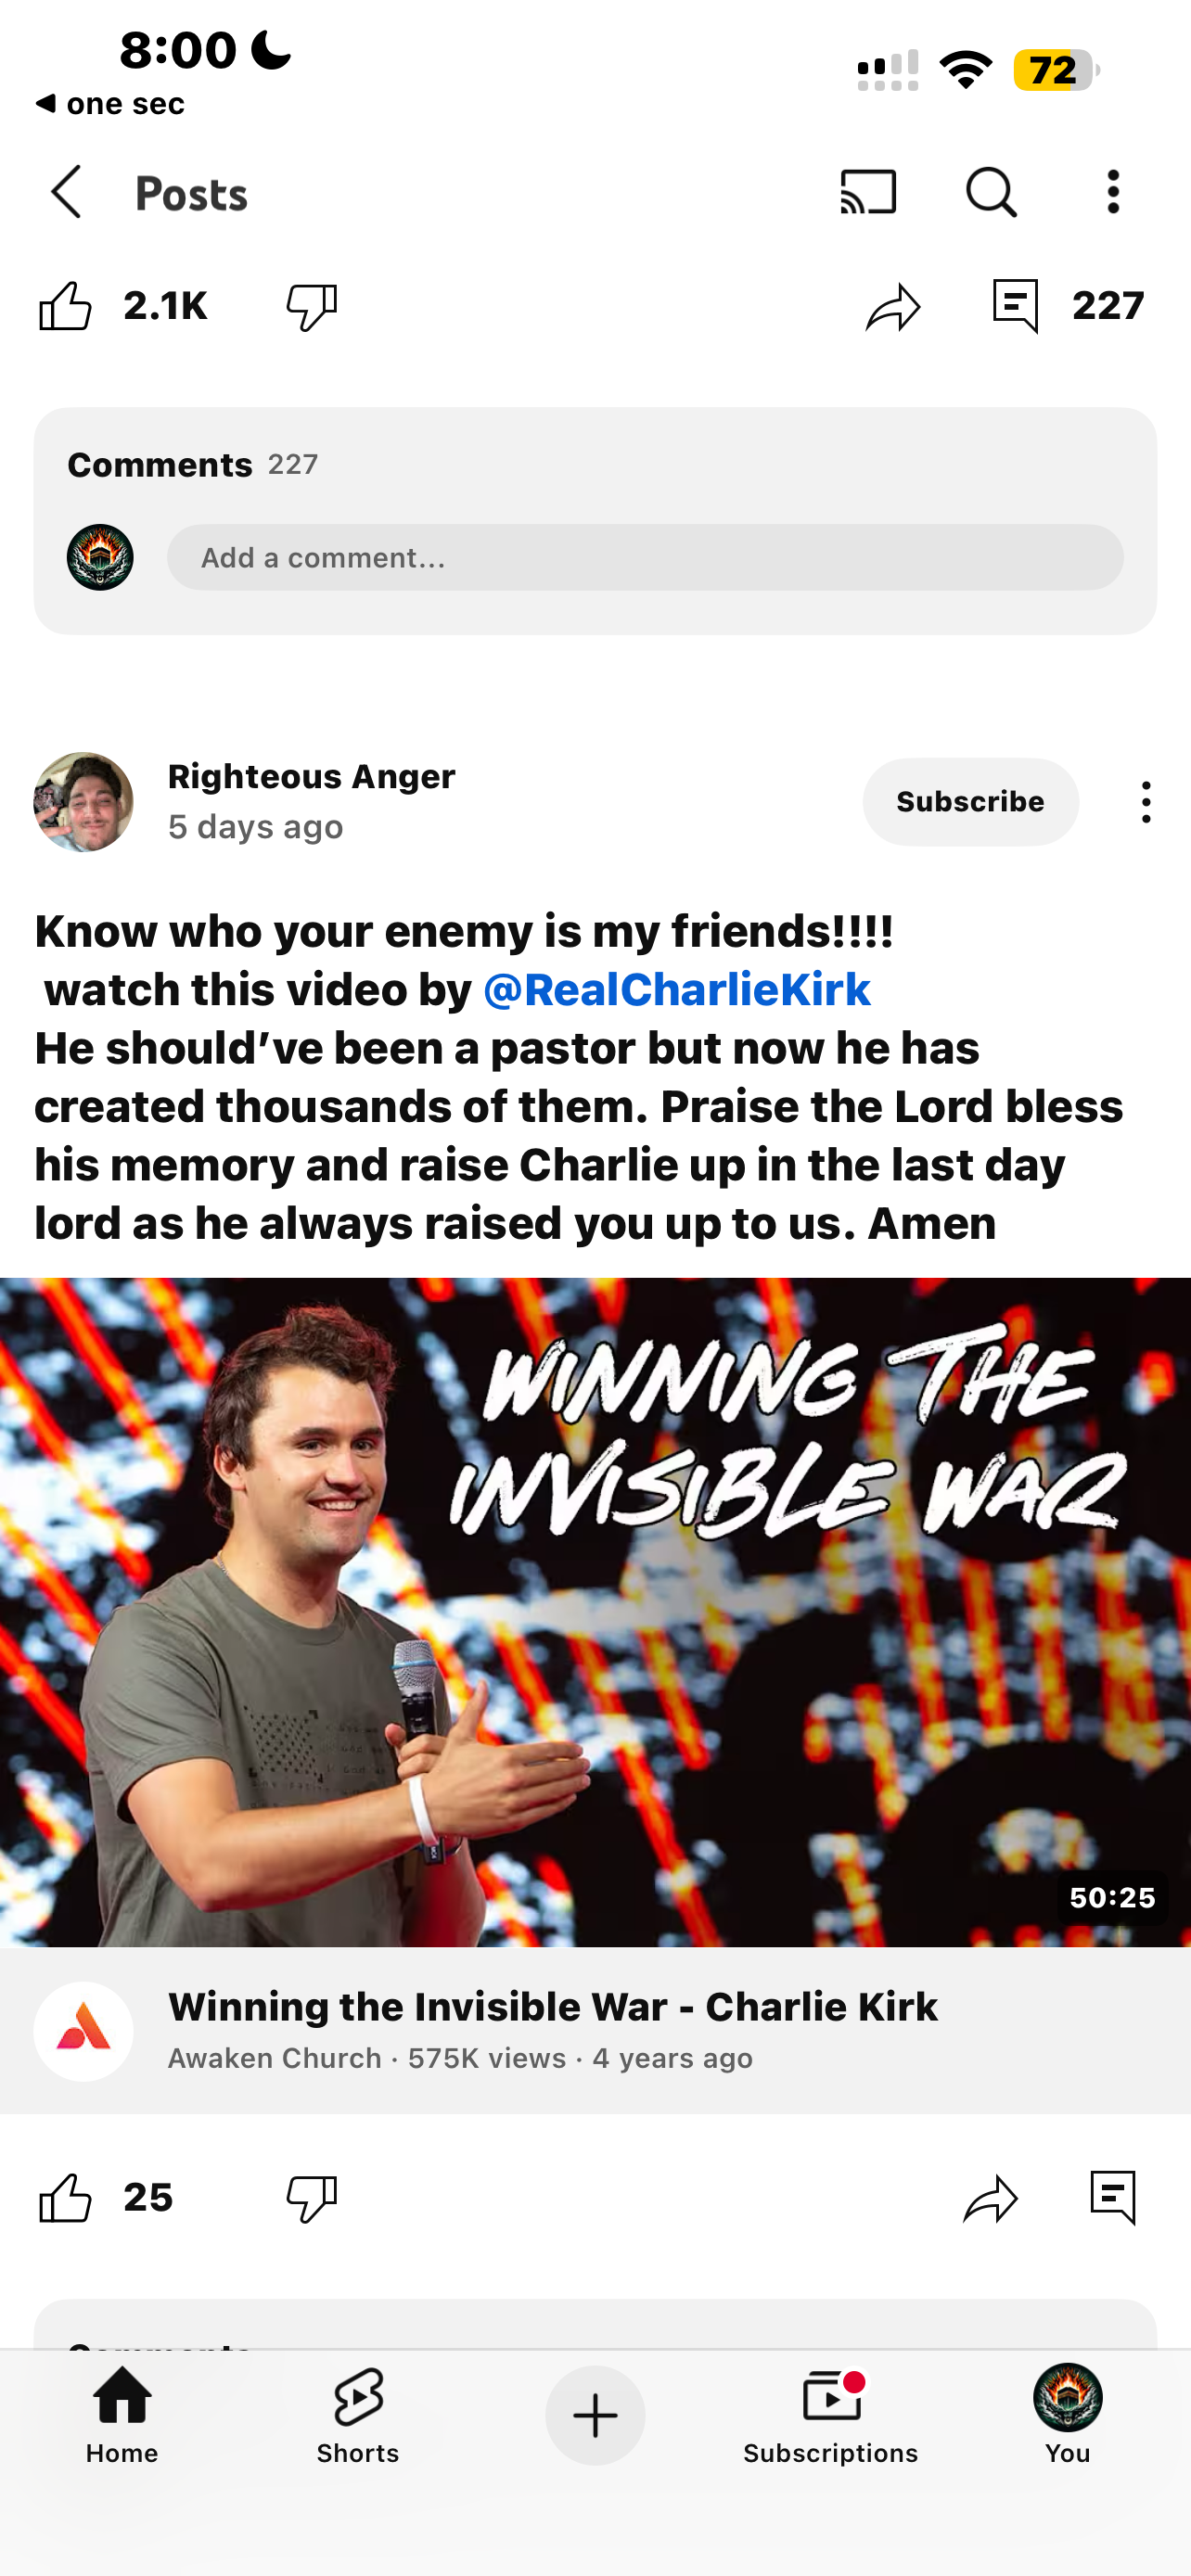 8:00
72
◀ one sec
Posts
2.1K
227
Comments 227
Add a comment...
Righteous Anger
5 days ago
Subscribe
Know who your enemy is my friends!!!!
watch this video by @RealCharlieKirk
He should’ve been a pastor but now he has
created thousands of them. Praise the Lord bless
his memory and raise Charlie up in the last day
lord as he always raised you up to us. Amen
WINNING THE
INVISIBLE WAR
50:25
Winning the Invisible War - Charlie Kirk
Awaken Church · 575K views · 4 years ago
25
Comments
Home
Shorts
Subscriptions
You